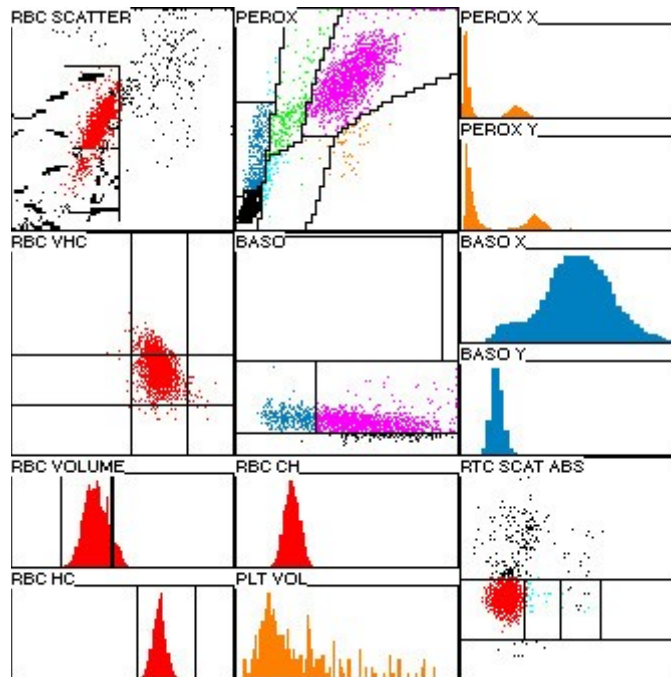 RBC SCATTER
PEROX
PEROX X
PEROX Y
RBC VHC
BASO
BASO X
BASO Y
RBC VOLUME
RBC CH
RTC SCAT ABS
RBC HC
PLT VOL